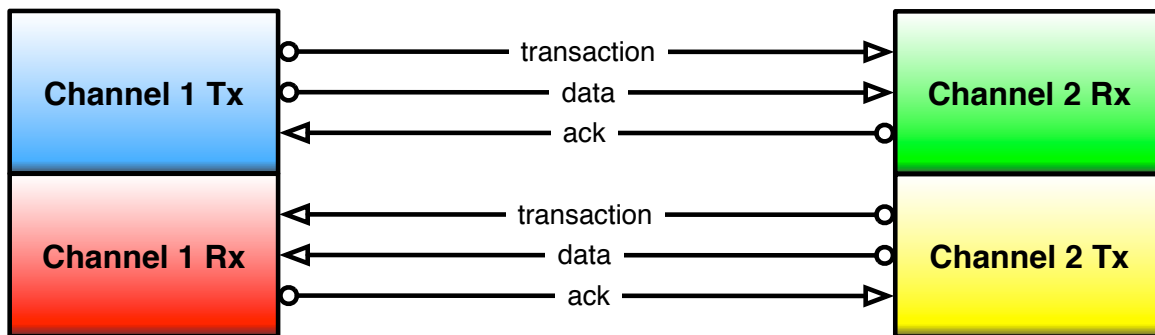 transaction
Channel 1 Tx
data
Channel 2 Rx
ack
transaction
Channel 1 Rx
data
Channel 2 Tx
ack